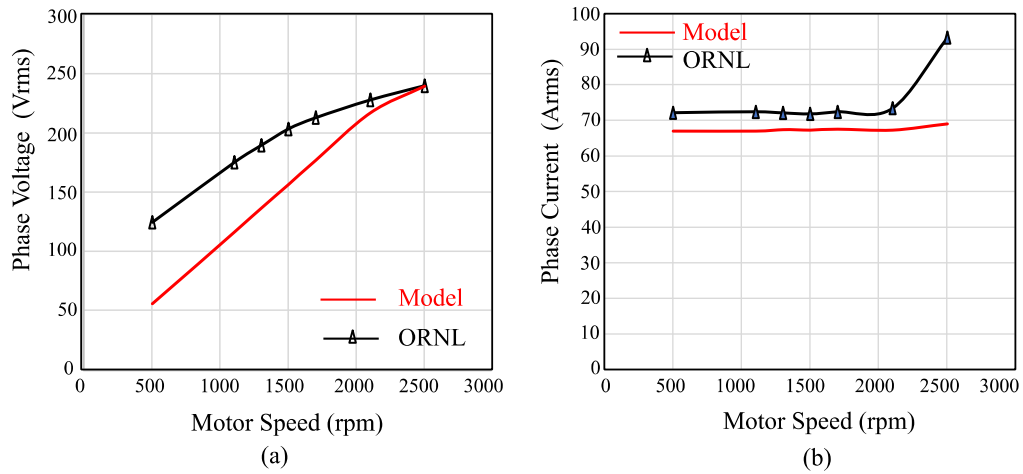 300
250
200
150
100
50
0
0 500 1000 1500 2000 2500 3000
Phase Voltage (Vrms)
Motor Speed (rpm)
Model
ORNL
(a)
100
90
80
70
60
50
40
30
20
10
0
0 500 1000 1500 2000 2500 3000
Phase Current (Arms)
Motor Speed (rpm)
Model
ORNL
(b)